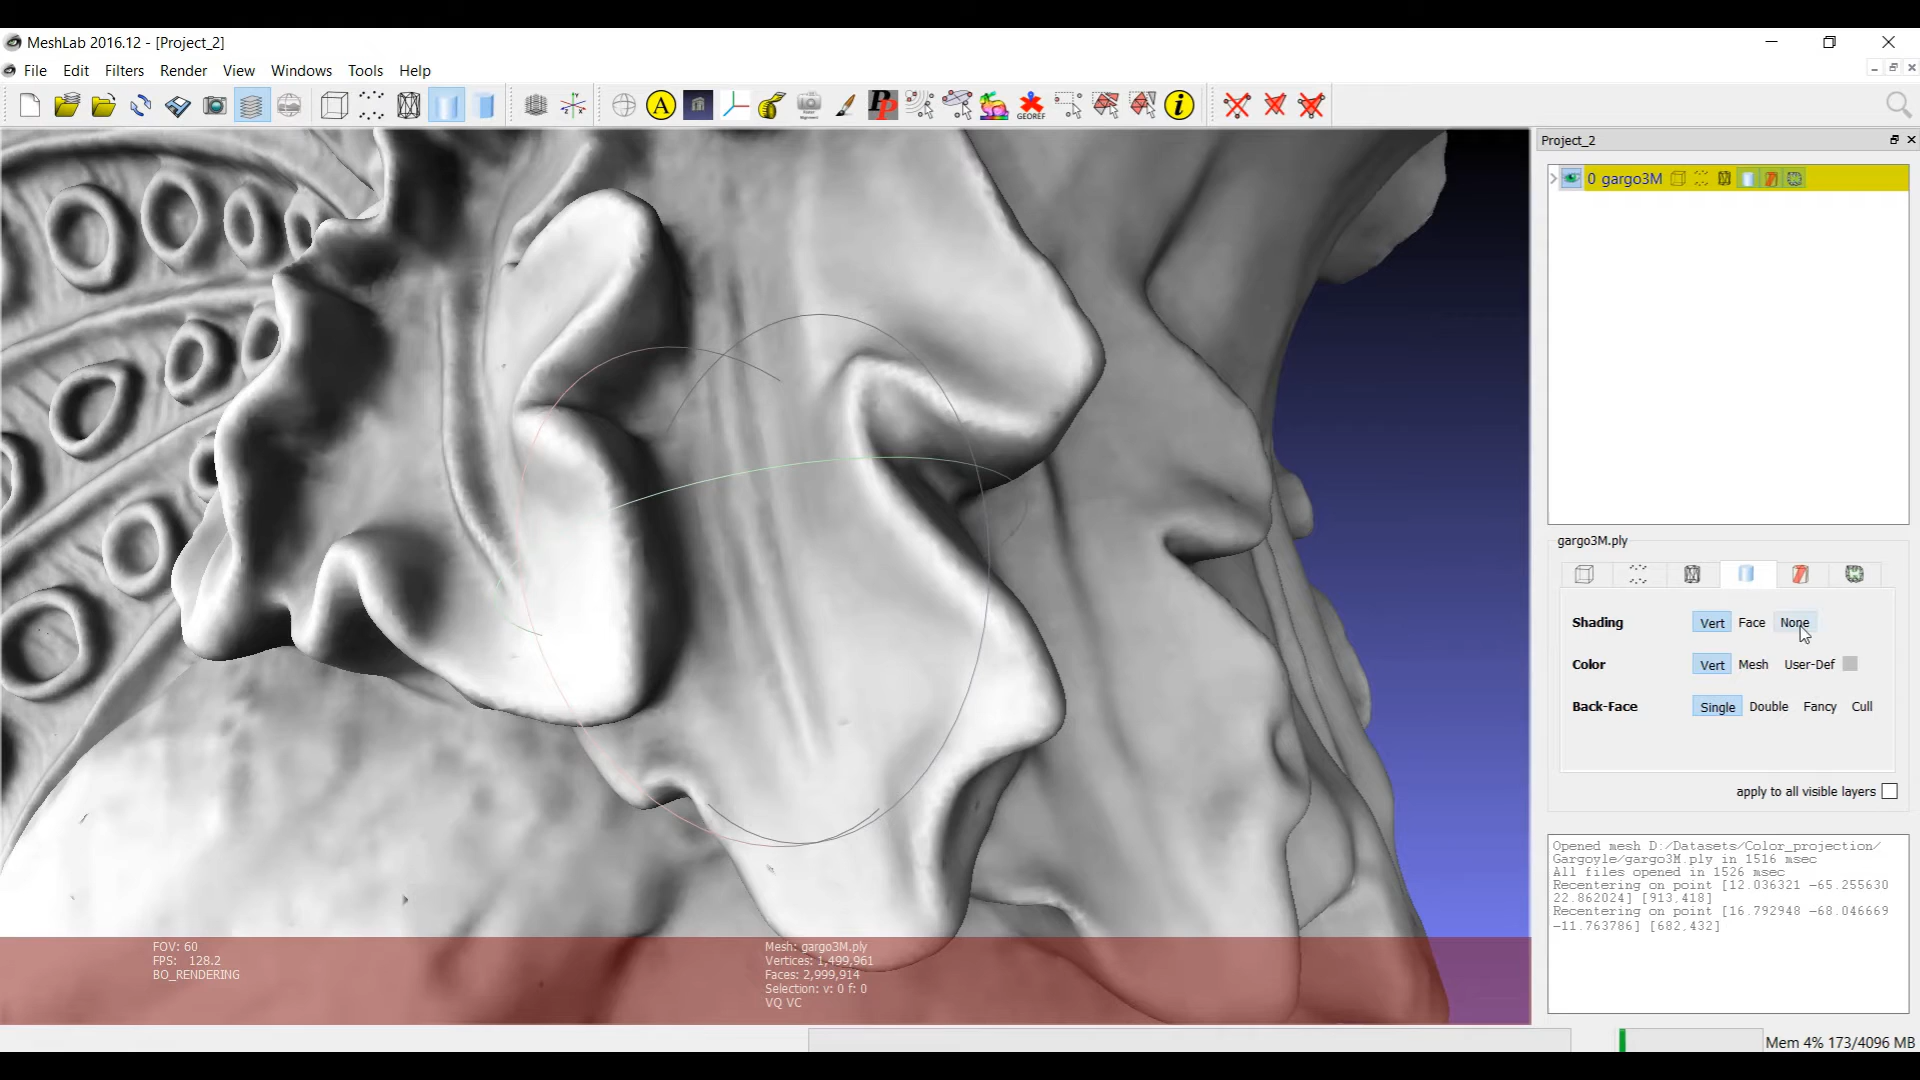 MeshLab 2016.12 - [Project_2]
File Edit Filters Render View Windows Tools Help
A
PP
GEOREF
i
Project_2
0 gargo3M
gargo3M.ply
Shading Vert Face None
Color Vert Mesh User-Def
Back-Face Single Double Fancy Cull
apply to all visible layers
Opened mesh D:/Datasets/Color_projection/
Gargoyle/gargo3M.ply in 1516 msec
All files opened in 1526 msec
Recentering on point [12.036321 -65.255630
22.862024] [913,418]
Recentering on point [16.792948 -68.046669
-11.763786] [682,432]
FOV: 60
FPS: 128.2
BO_RENDERING
Mesh: gargo3M.ply
Vertices: 1,499,961
Faces: 2,999,914
Selection: v: 0 f: 0
VQ VC
Mem 4% 173/4096 MB